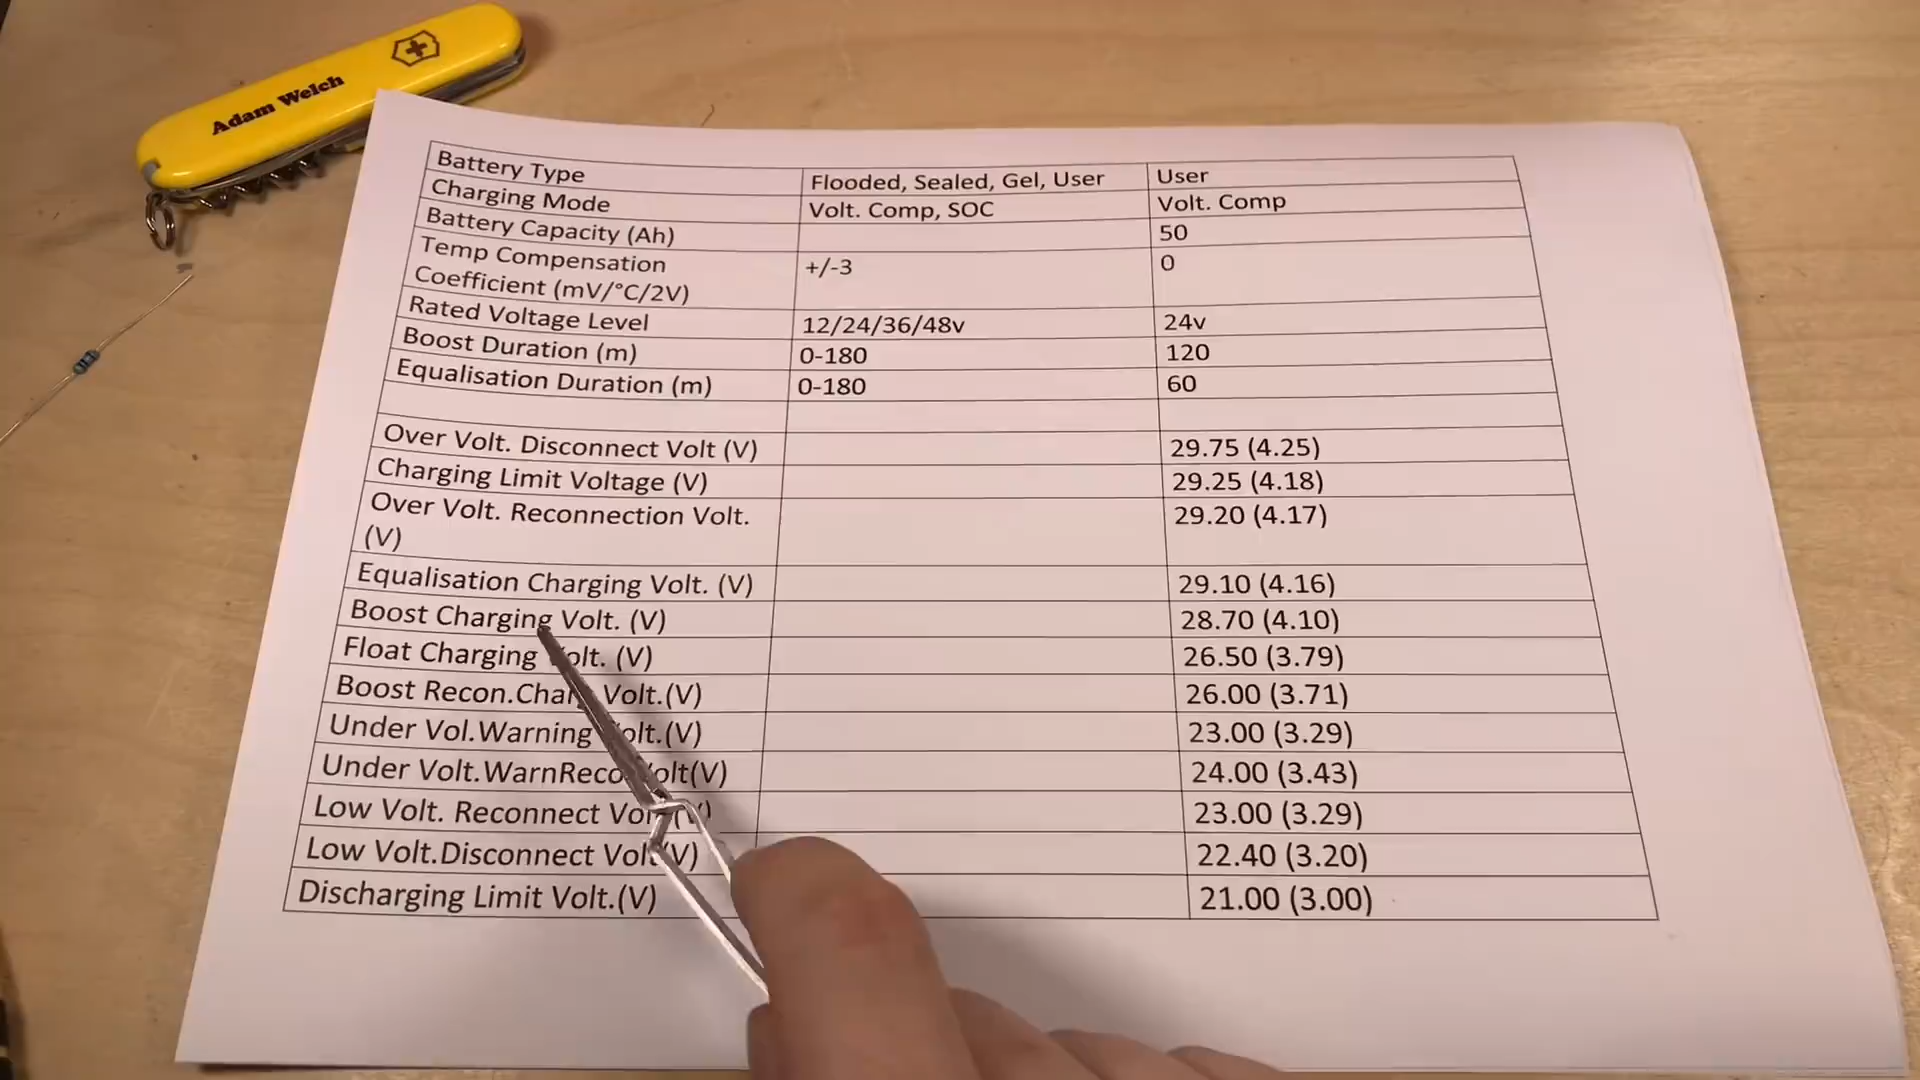 Adam Welch
Battery Type Flooded, Sealed, Gel, User User
Charging Mode Volt. Comp, SOC Volt. Comp
Battery Capacity (Ah) 50
Temp Compensation +/-3 0
Coefficient (mV/°C/2V)
Rated Voltage Level 12/24/36/48v 24v
Boost Duration (m) 0-180 120
Equalisation Duration (m) 0-180 60
Over Volt. Disconnect Volt (V) 29.75 (4.25)
Charging Limit Voltage (V) 29.25 (4.18)
Over Volt. Reconnection Volt. 29.20 (4.17)
(V)
Equalisation Charging Volt. (V) 29.10 (4.16)
Boost Charging Volt. (V) 28.70 (4.10)
Float Charging Volt. (V) 26.50 (3.79)
Boost Recon.Charg Volt.(V) 26.00 (3.71)
Under Vol.Warning Volt.(V) 23.00 (3.29)
Under Volt.WarnReco Volt(V) 24.00 (3.43)
Low Volt. Reconnect Volt (V) 23.00 (3.29)
Low Volt.Disconnect Volt(V) 22.40 (3.20)
Discharging Limit Volt.(V) 21.00 (3.00)